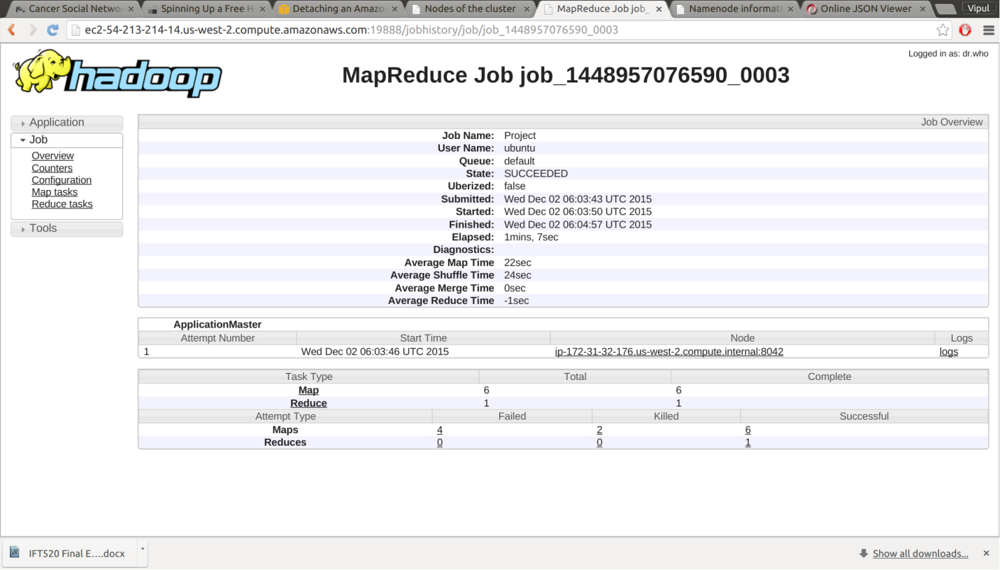 Cancer Social Networ
Spinning Up a Free H
Detaching an Amazo
Nodes of the cluster
MapReduce Job job_
Namenode informati
Online JSON Viewer
Vipul
ec2-54-213-214-14.us-west-2.compute.amazonaws.com:19888/jobhistory/job/job_1448957076590_0003
Logged in as: dr.who
hadoop
MapReduce Job job_1448957076590_0003
Application
Job
Overview
Counters
Configuration
Map tasks
Reduce tasks
Tools
Job Overview
Job Name: Project
User Name: ubuntu
Queue: default
State: SUCCEEDED
Uberized: false
Submitted: Wed Dec 02 06:03:43 UTC 2015
Started: Wed Dec 02 06:03:50 UTC 2015
Finished: Wed Dec 02 06:04:57 UTC 2015
Elapsed: 1mins, 7sec
Diagnostics:
Average Map Time 22sec
Average Shuffle Time 24sec
Average Merge Time 0sec
Average Reduce Time -1sec
ApplicationMaster
Attempt Number Start Time Node Logs
1 Wed Dec 02 06:03:46 UTC 2015 ip-172-31-32-176.us-west-2.compute.internal:8042 logs
Task Type Total Complete
Map 6 6
Reduce 1 1
Attempt Type Failed Killed Successful
Maps 4 2 6
Reduces 0 0 1
IFT520 Final E....docx
Show all downloads...